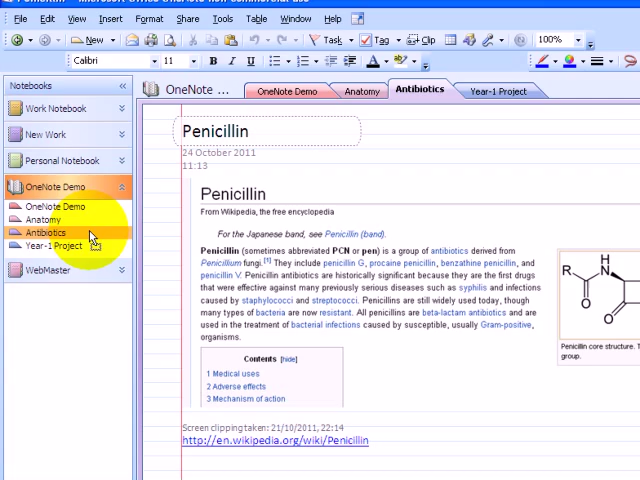 File Edit View Insert Format Share Tools Table Window Help
New Task Tag Clip 100%
Calibri 11 B I U A
Notebooks «
Work Notebook
New Work
Personal Notebook
OneNote Demo
OneNote Demo
Anatomy
Antibiotics
Year-1 Project
WebMaster
OneNote ... OneNote Demo Anatomy Antibiotics Year-1 Project
Penicillin
24 October 2011
11:13
Penicillin
From Wikipedia, the free encyclopedia
For the Japanese band, see Penicillin (band).
Penicillin (sometimes abbreviated PCN or pen) is a group of antibiotics derived from
Penicillium fungi.[1] They include penicillin G, procaine penicillin, benzathine penicillin, and
penicillin V. Penicillin antibiotics are historically significant because they are the first drugs
that were effective against many previously serious diseases such as syphilis and infections
caused by staphylococci and streptococci. Penicillins are still widely used today, though
many types of bacteria are now resistant. All penicillins are beta-lactam antibiotics and are
used in the treatment of bacterial infections caused by susceptible, usually Gram-positive,
organisms.
Contents [hide]
1 Medical uses
2 Adverse effects
3 Mechanism of action
R H N O O
Penicillin core structure.
group.
Screen clipping taken: 21/10/2011, 22:14
http://en.wikipedia.org/wiki/Penicillin